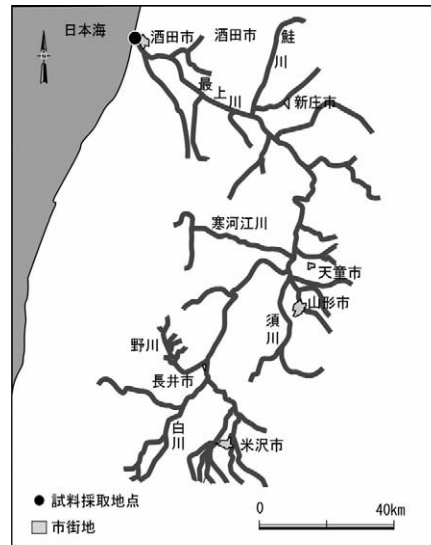 日本海
酒田市
酒田市
鮭川
最上川
新庄市
寒河江川
天童市
山形市
須川
野川
長井市
白川
米沢市
試料採取地点
市街地
0 40km